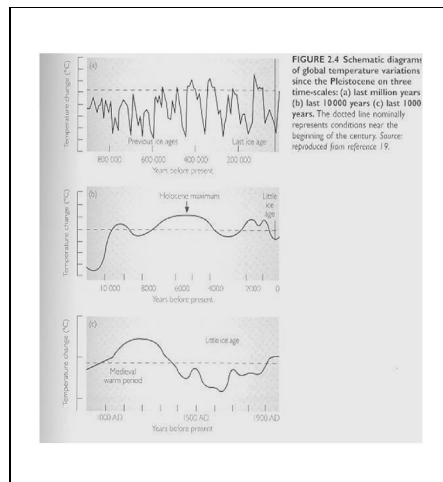 FIGURE 2.4 Schematic diagrams
of global temperature variations
since the Pleistocene on three
time-scales: (a) last million years
(b) last 10000 years (c) last 1000
years. The dotted line nominally
represents conditions near the
beginning of the century. Source:
reproduced from reference 19.
Temperature change (°C)
(a)
Previous ice ages
Last ice age
800 000 600 000 400 000 200 000
Years before present
Temperature change (°C)
(b)
Holocene maximum
Little
ice
age
10 000 8000 6000 4000 2000 0
Years before present
Temperature change (°C)
(c)
Little ice age
Medieval
warm period
1000 AD 1500 AD 1900 AD
Years before present